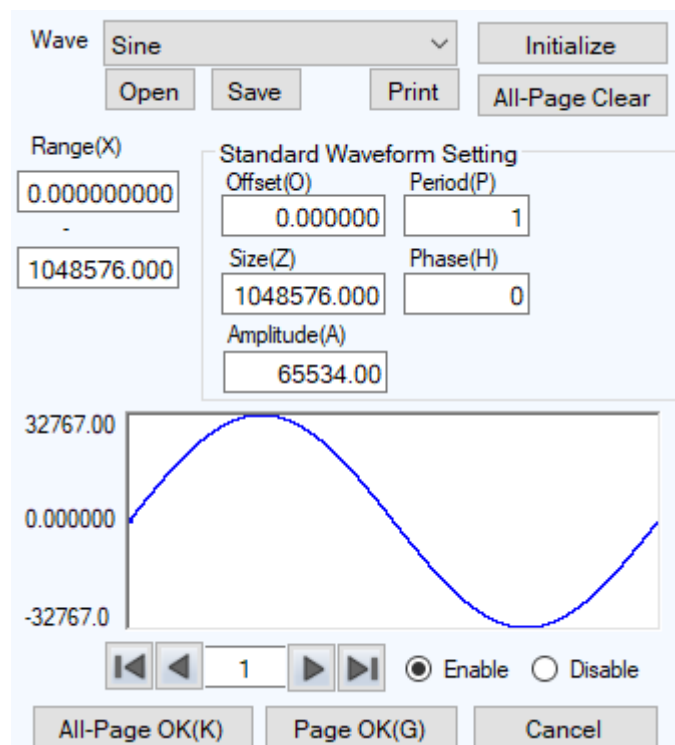 Wave Sine Initialize
Open Save Print All-Page Clear
Range(X)
0.000000000
-
1048576.000
Standard Waveform Setting
Offset(O) Period(P)
0.000000 1
Size(Z) Phase(H)
1048576.000 0
Amplitude(A)
65534.00
32767.00
0.000000
-32767.0
1 Enable Disable
All-Page OK(K) Page OK(G) Cancel